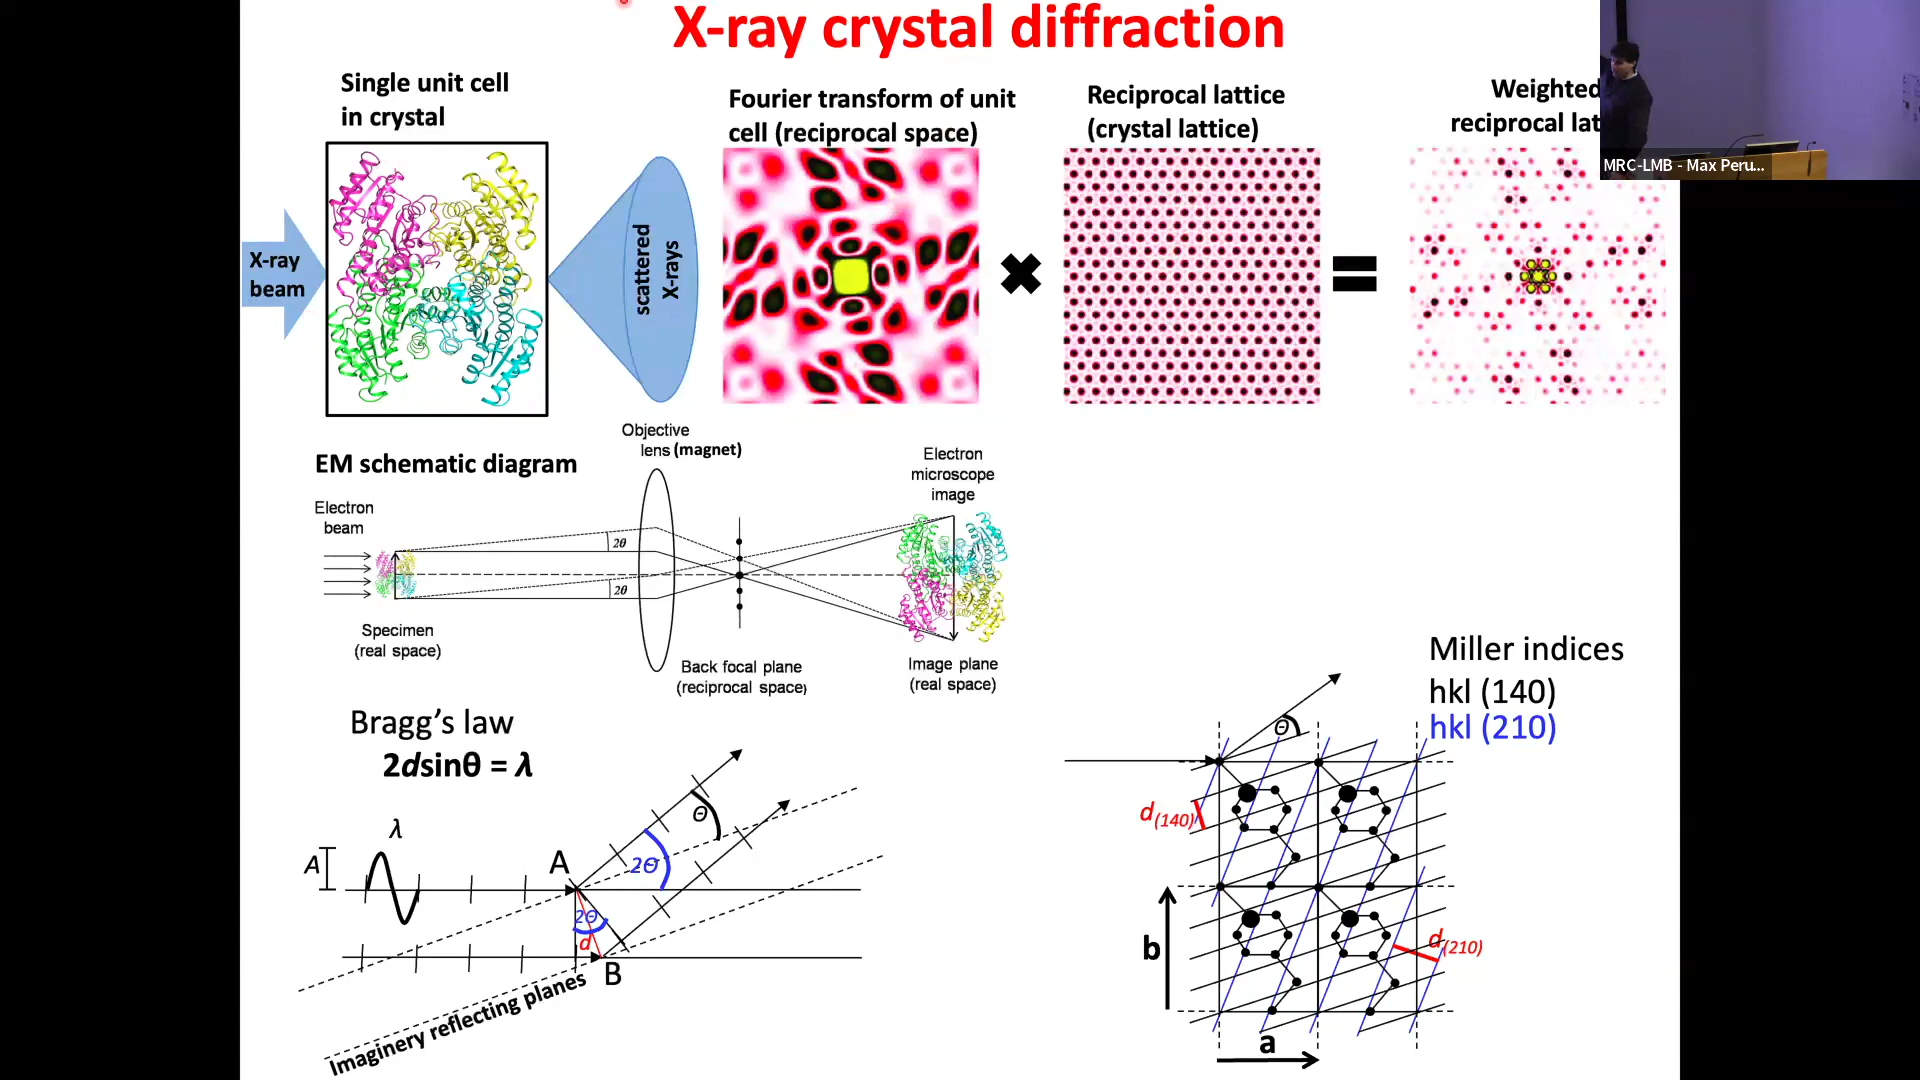 X-ray crystal diffraction
Single unit cell
in crystal
Fourier transform of unit
cell (reciprocal space)
Reciprocal lattice
(crystal lattice)
Weighted
reciprocal lat
MRC-LMB - Max Peru...
X-ray
beam
scattered
X-rays
EM schematic diagram
Objective
lens (magnet)
Electron
microscope
image
Electron
beam
2θ
2θ
Specimen
(real space)
Back focal plane
(reciprocal space)
Image plane
(real space)
Miller indices
hkl (140)
hkl (210)
Bragg's law
2dsinθ = λ
λ
A
A
Θ
2Θ
2Θ
d
B
Imaginery reflecting planes
Θ
d(140)
d(210)
b
a